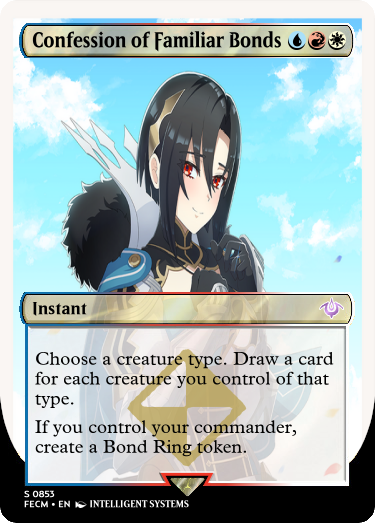 Confession of Familiar Bonds
Instant
Choose a creature type. Draw a card
for each creature you control of that
type.
If you control your commander,
create a Bond Ring token.
S 0853
FECM • EN INTELLIGENT SYSTEMS